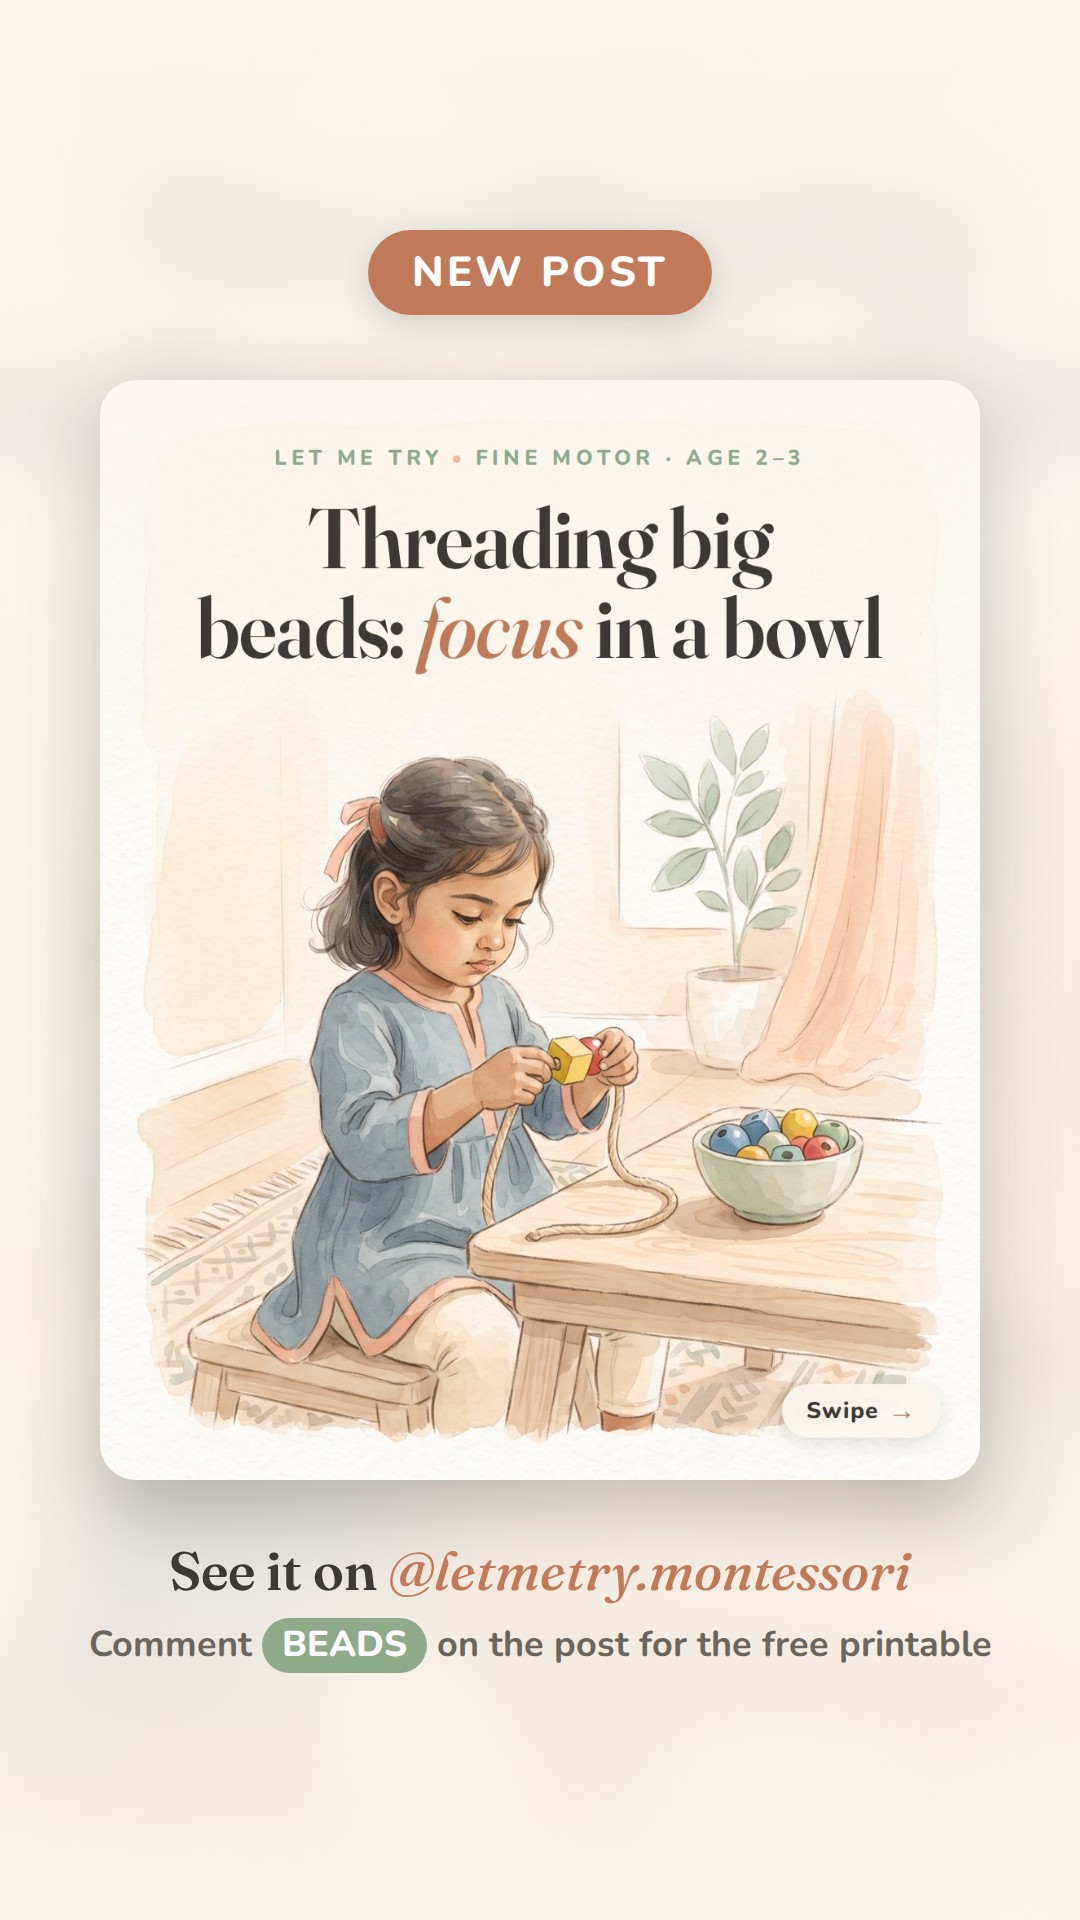 NEW POST
LET ME TRY • FINE MOTOR · AGE 2–3
Threading big
beads: focus in a bowl
Swipe →
See it on @letmetry.montessori
Comment BEADS on the post for the free printable